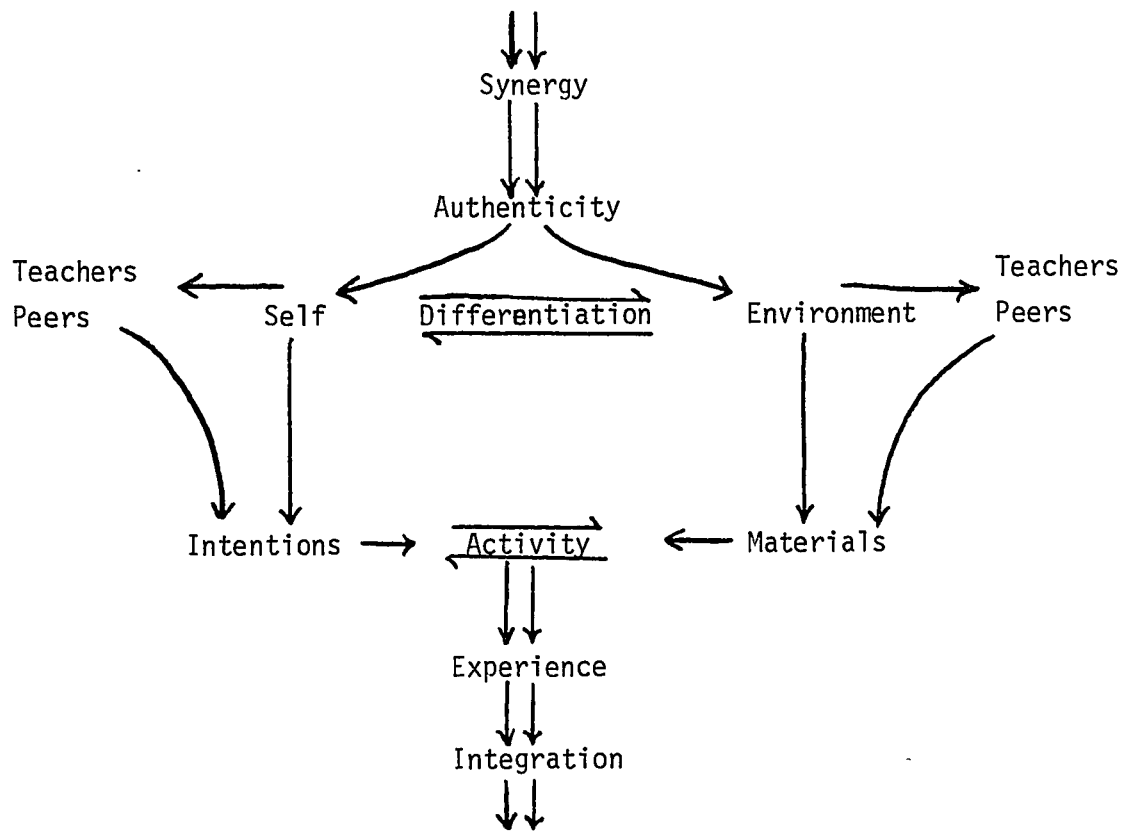 Synergy
Authenticity
Teachers
Peers
Self
Differentiation
Environment
Teachers
Peers
Intentions
Activity
Materials
Experience
Integration